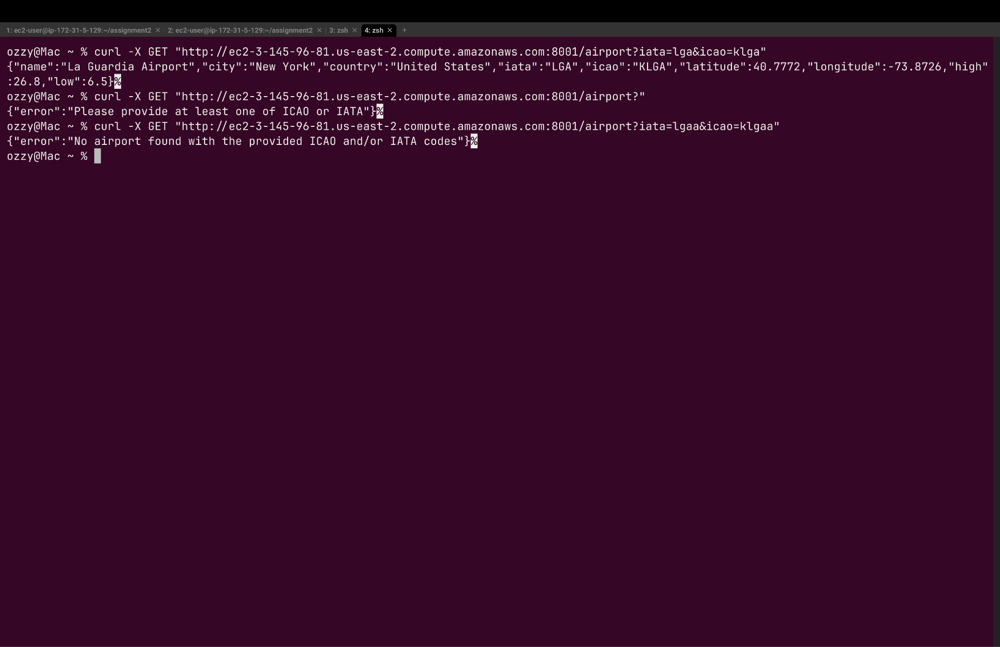 1: ec2-user@ip-172-31-5-129:~/assignment2 × 2: ec2-user@ip-172-31-5-129:~/assignment2 × 3: zsh × 4: zsh × +
ozzy@Mac ~ % curl -X GET "http://ec2-3-145-96-81.us-east-2.compute.amazonaws.com:8001/airport?iata=lga&icao=klga"
{"name":"La Guardia Airport","city":"New York","country":"United States","iata":"LGA","icao":"KLGA","latitude":40.7772,"longitude":-73.8726,"high"
:26.8,"low":6.5}%
ozzy@Mac ~ % curl -X GET "http://ec2-3-145-96-81.us-east-2.compute.amazonaws.com:8001/airport?"
{"error":"Please provide at least one of ICAO or IATA"}%
ozzy@Mac ~ % curl -X GET "http://ec2-3-145-96-81.us-east-2.compute.amazonaws.com:8001/airport?iata=lgaa&icao=klgaa"
{"error":"No airport found with the provided ICAO and/or IATA codes"}%
ozzy@Mac ~ %